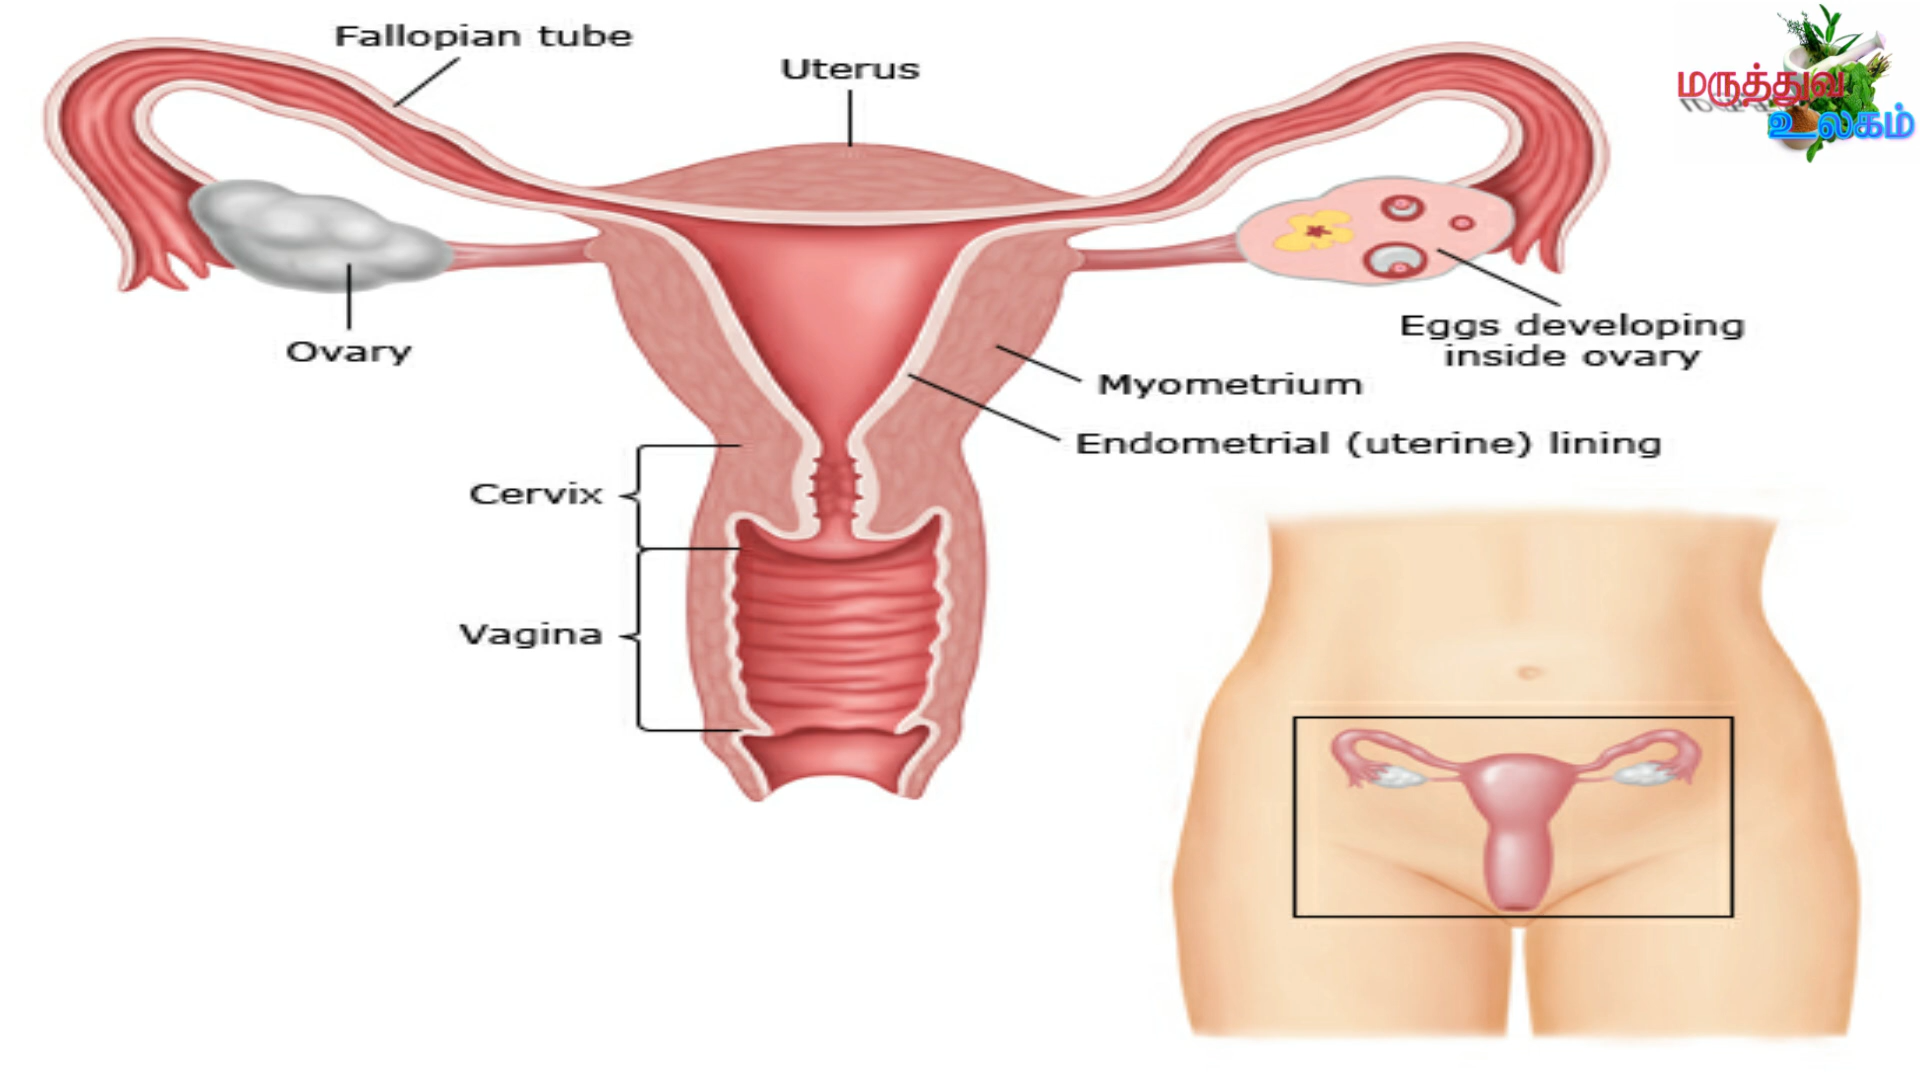 Fallopian tube
Uterus
மருத்துவ
உலகம்
Ovary
Eggs developing
inside ovary
Myometrium
Endometrial (uterine) lining
Cervix
Vagina